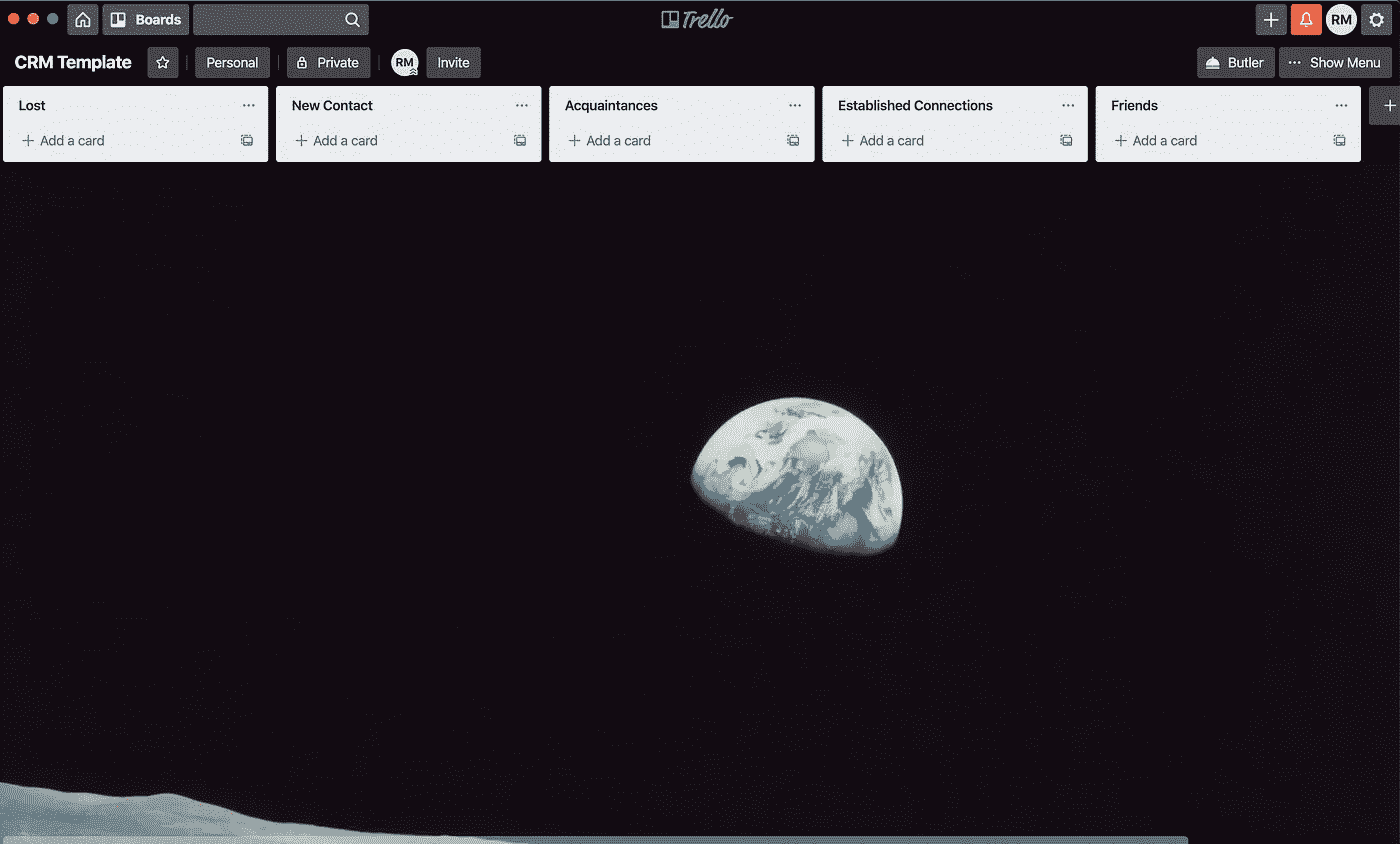 Boards Trello RM
CRM Template Personal Private RM Invite Butler Show Menu
Lost New Contact Acquaintances Established Connections Friends
Add a card Add a card Add a card Add a card Add a card